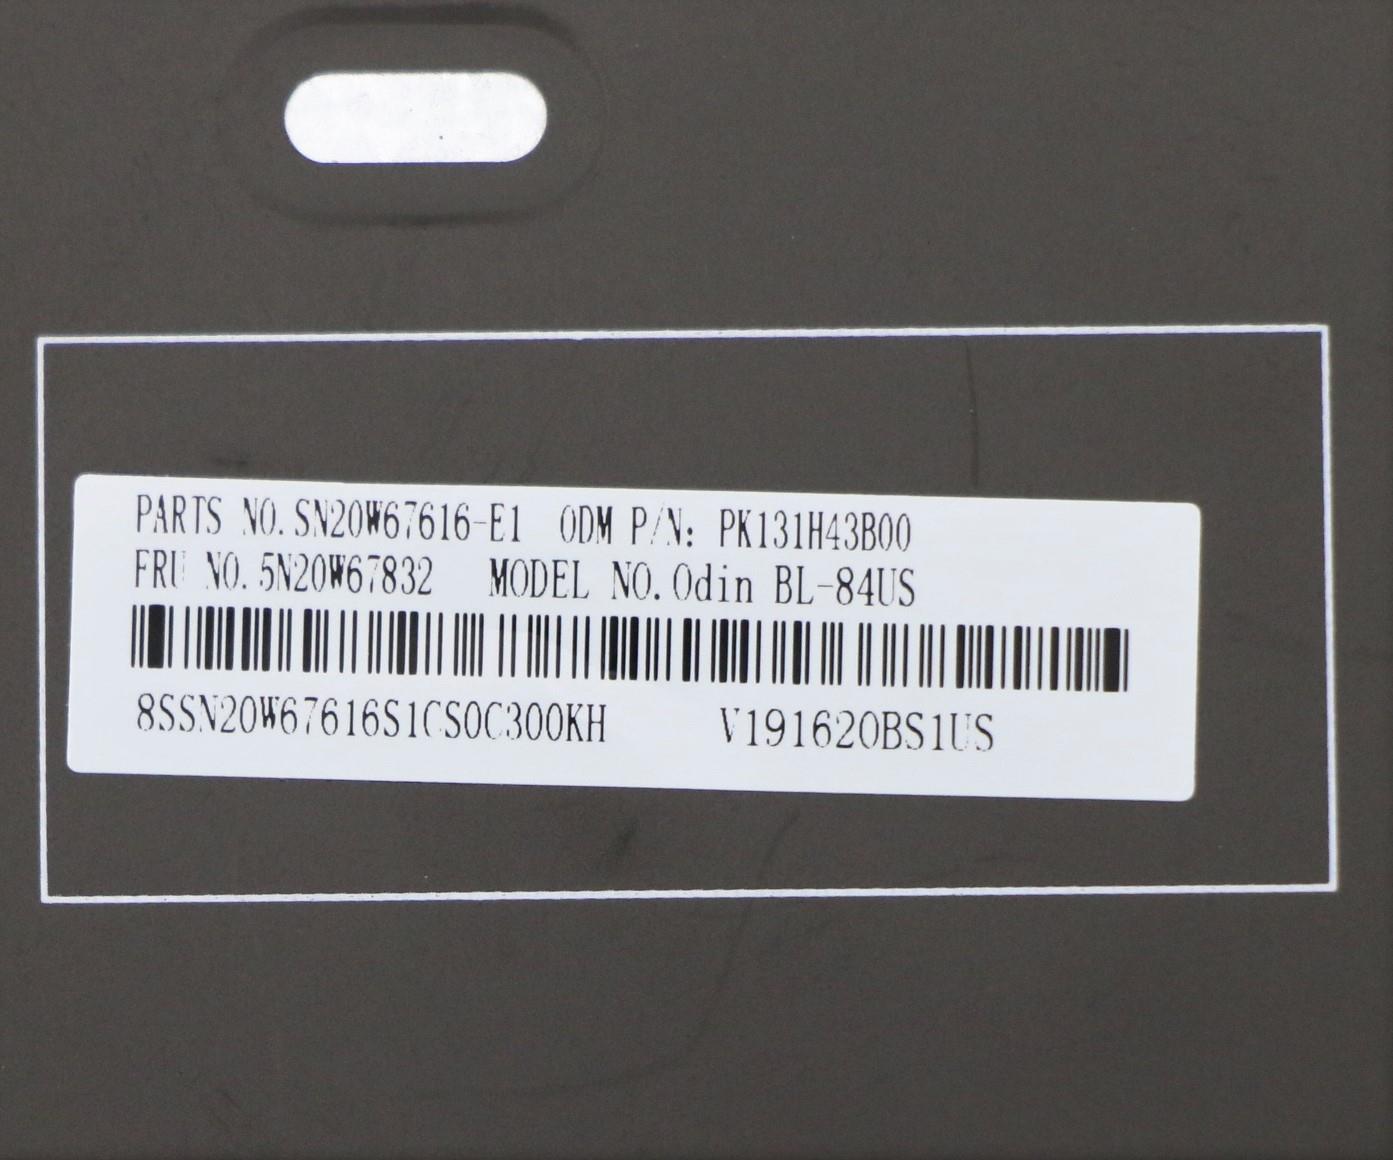 PARTS NO.SN20W67616-E1 ODM P/N: PK131H43B00
FRU NO.5N20W67832 MODEL NO.Odin BL-84US
8SSN20W67616S1CS0C300KH V191620BS1US